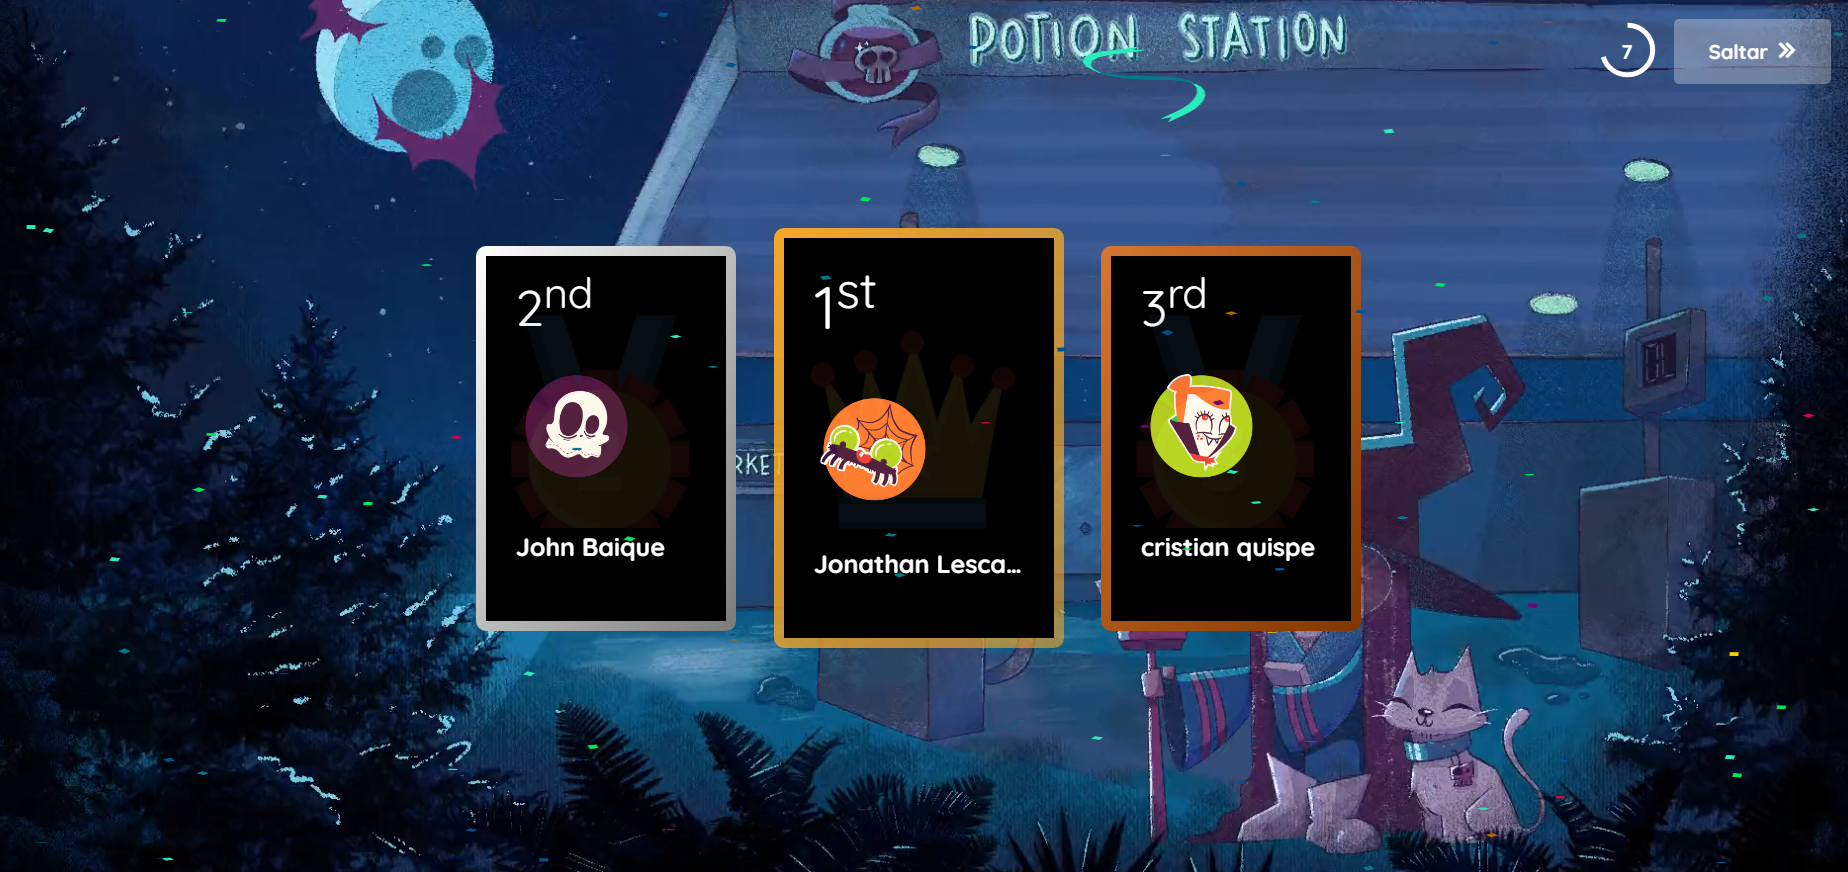 POTION STATION
7
Saltar
2nd
1st
3rd
RKET
John Baique
Jonathan Lesca...
cristian quispe